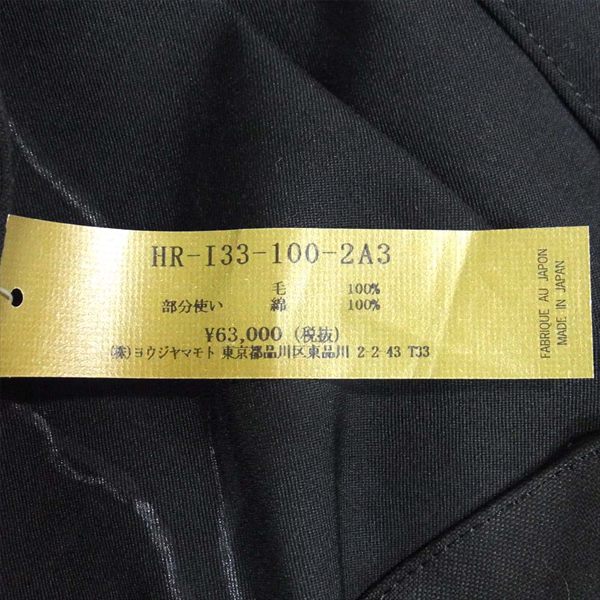 HR-I33-100-2A3
毛 100%
部分使い 綿 100%
¥63,000 (税抜)
(株)ヨウジヤマモト 東京都品川区東品川 2-2-43 T33
FABRIQUE AU JAPON
MADE IN JAPAN